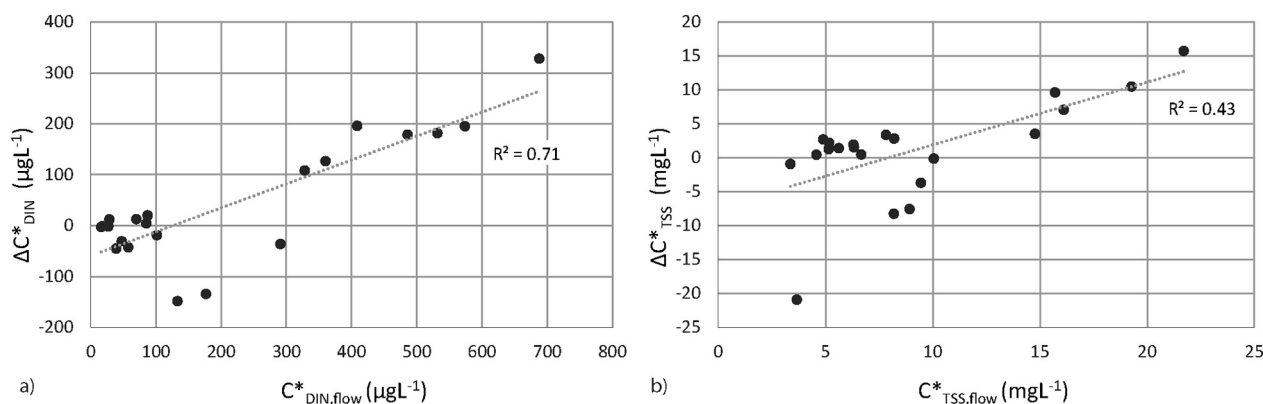 400
300
200
100
0
-100
-200
ΔC*DIN (µgL-1)
R² = 0.71
0 100 200 300 400 500 600 700 800
a)
C*DIN,flow (µgL-1)
20
15
10
5
0
-5
-10
-15
-20
-25
ΔC*TSS (mgL-1)
R² = 0.43
0 5 10 15 20 25
b)
C*TSS,flow (mgL-1)